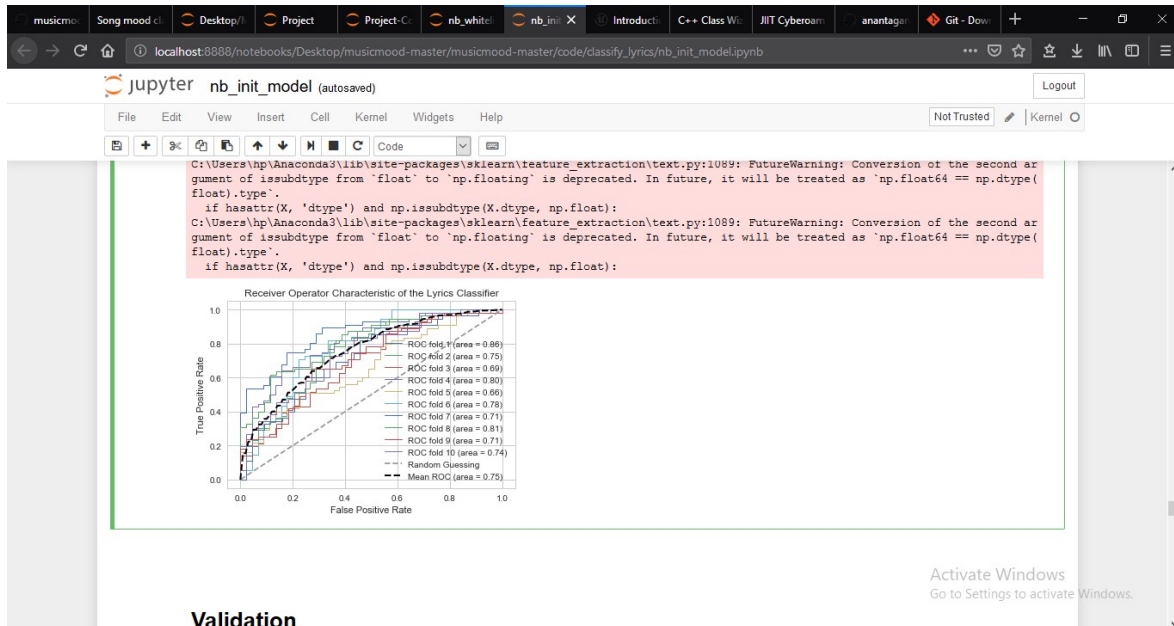 musicmoo
Song mood cl
Desktop/
Project
Project-Co
nb_whiteli
nb_init
Introducti
C++ Class Wiz
JIIT Cyberoam
anantagar
Git - Down
localhost:8888/notebooks/Desktop/musicmood-master/musicmood-master/code/classify_lyrics/nb_init_model.ipynb
jupyter nb_init_model (autosaved)
Logout
File Edit View Insert Cell Kernel Widgets Help
Not Trusted
Kernel
Code
C:\Users\hp\Anaconda3\lib\site-packages\sklearn\feature_extraction\text.py:1089: FutureWarning: Conversion of the second ar
gument of issubdtype from `float` to `np.floating` is deprecated. In future, it will be treated as `np.float64 == np.dtype(
float).type`.
if hasattr(X, 'dtype') and np.issubdtype(X.dtype, np.float):
C:\Users\hp\Anaconda3\lib\site-packages\sklearn\feature_extraction\text.py:1089: FutureWarning: Conversion of the second ar
gument of issubdtype from `float` to `np.floating` is deprecated. In future, it will be treated as `np.float64 == np.dtype(
float).type`.
if hasattr(X, 'dtype') and np.issubdtype(X.dtype, np.float):
Receiver Operator Characteristic of the Lyrics Classifier
True Positive Rate
1.0
0.8
0.6
0.4
0.2
0.0
ROC fold 1 (area = 0.86)
ROC fold 2 (area = 0.75)
ROC fold 3 (area = 0.69)
ROC fold 4 (area = 0.80)
ROC fold 5 (area = 0.66)
ROC fold 6 (area = 0.78)
ROC fold 7 (area = 0.71)
ROC fold 8 (area = 0.81)
ROC fold 9 (area = 0.71)
ROC fold 10 (area = 0.74)
Random Guessing
Mean ROC (area = 0.75)
0.0 0.2 0.4 0.6 0.8 1.0
False Positive Rate
Activate Windows
Go to Settings to activate Windows.
Validation